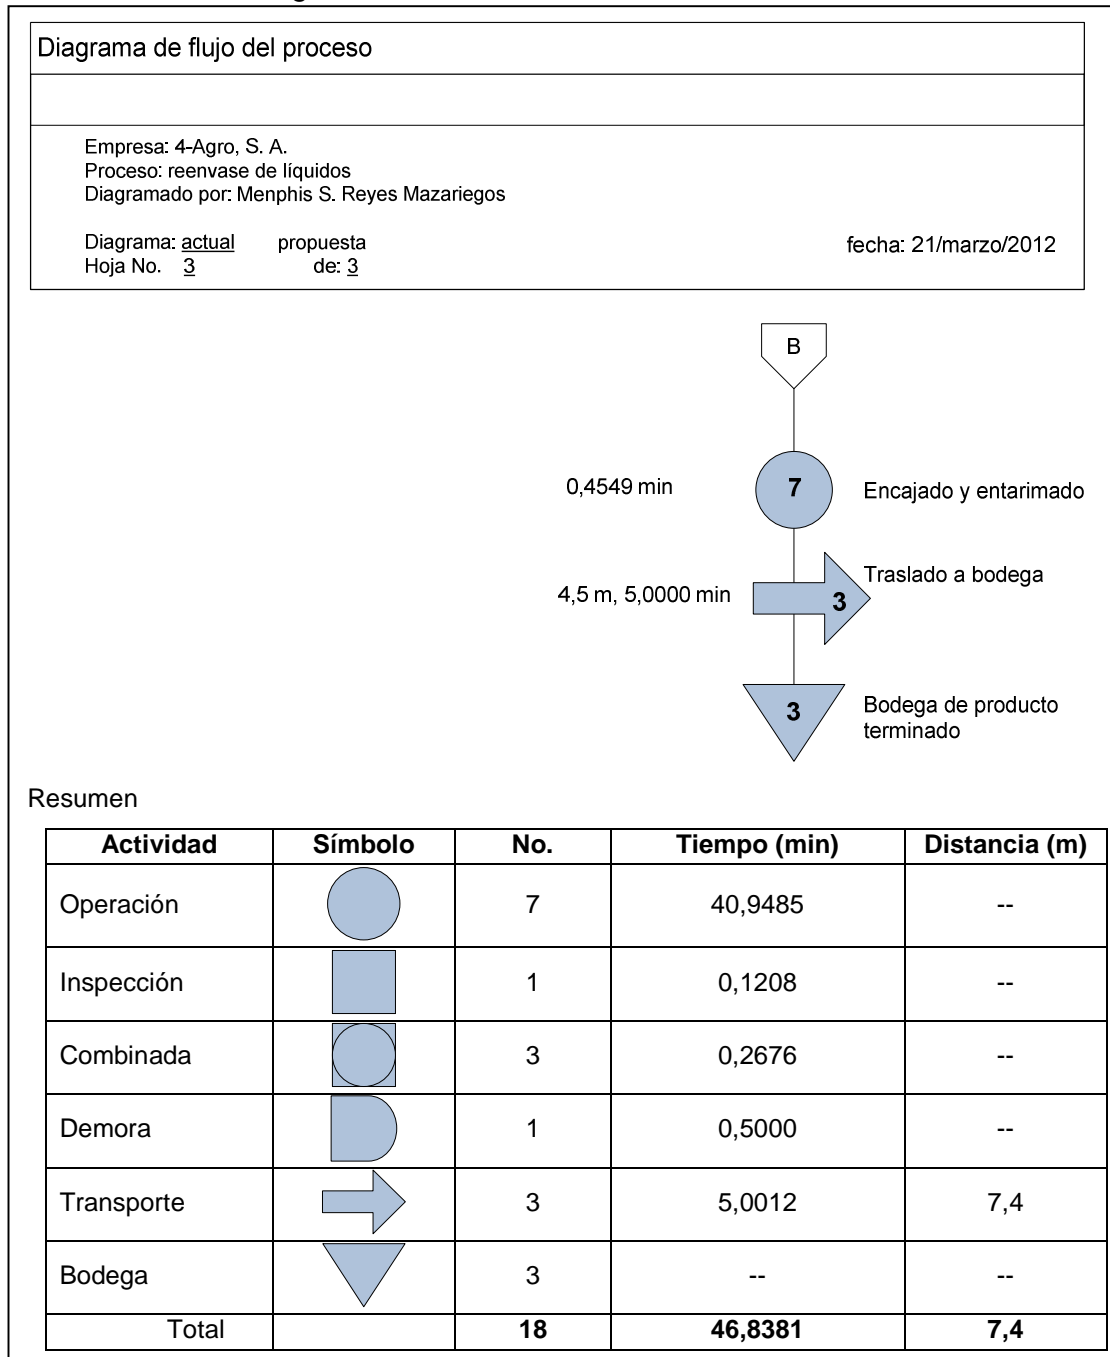 Diagrama de flujo del proceso
Empresa: 4-Agro, S. A.
Proceso: reenvase de líquidos
Diagramado por: Menphis S. Reyes Mazariegos
Diagrama: actual propuesta
fecha: 21/marzo/2012
Hoja No. 3 de: 3
B
0,4549 min 7 Encajado y entarimado
Traslado a bodega
4,5 m, 5,0000 min 3
3 Bodega de producto
terminado
Resumen
Actividad Símbolo No. Tiempo (min) Distancia (m)
Operación 7 40,9485 --
Inspección 1 0,1208 --
Combinada 3 0,2676 --
Demora 1 0,5000 --
Transporte 3 5,0012 7,4
Bodega 3 -- --
Total 18 46,8381 7,4